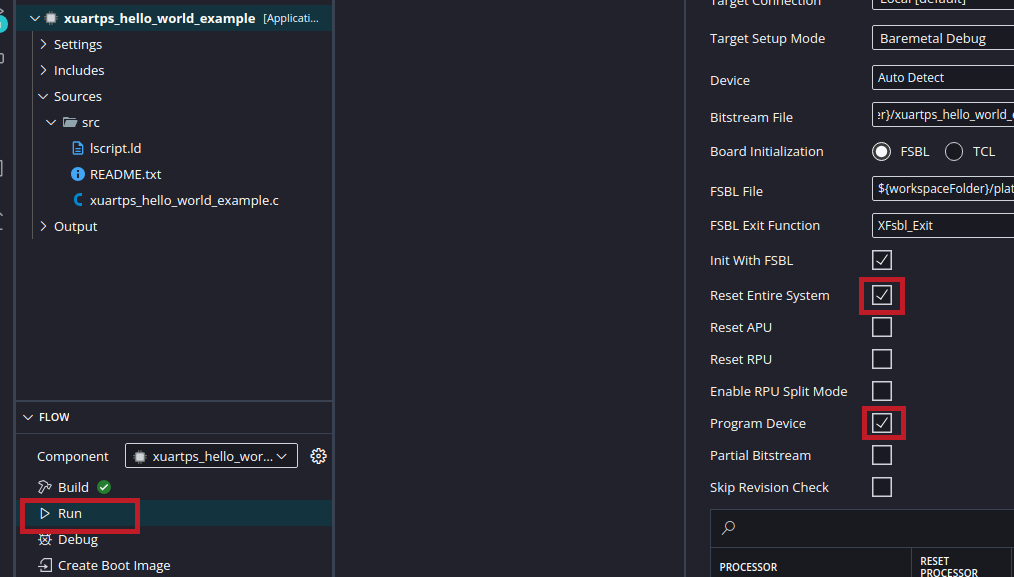 xuartps_hello_world_example [Applicati...
Settings
Includes
Sources
src
lscript.ld
README.txt
xuartps_hello_world_example.c
Output
FLOW
Component xuartps_hello_wor...
Build
Run
Debug
Create Boot Image
Target Connection Local [default]
Target Setup Mode Baremetal Debug
Device Auto Detect
Bitstream File er}/xuartps_hello_world_
Board Initialization FSBL TCL
FSBL File ${workspaceFolder}/plat
FSBL Exit Function XFsbl_Exit
Init With FSBL
Reset Entire System
Reset APU
Reset RPU
Enable RPU Split Mode
Program Device
Partial Bitstream
Skip Revision Check
PROCESSOR
RESET
PROCESSOR